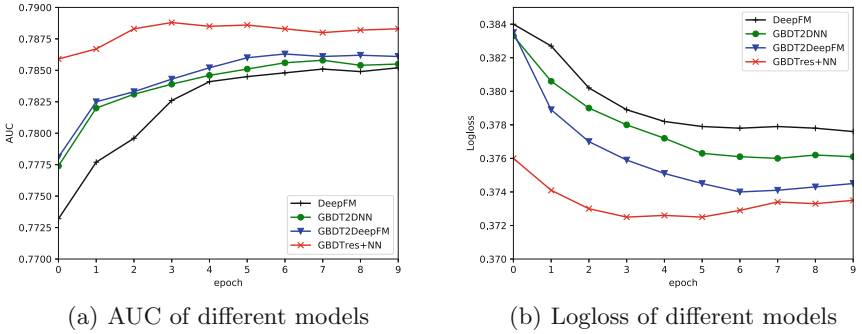 0.7900
0.7875
0.7850
0.7825
0.7800
0.7775
0.7750
0.7725
0.7700
AUC
0 1 2 3 4 5 6 7 8 9
epoch
DeepFM
GBDT2DNN
GBDT2DeepFM
GBDTres+NN
(a) AUC of different models
0.384
0.382
0.380
0.378
0.376
0.374
0.372
0.370
Logloss
0 1 2 3 4 5 6 7 8 9
epoch
DeepFM
GBDT2DNN
GBDT2DeepFM
GBDTres+NN
(b) Logloss of different models